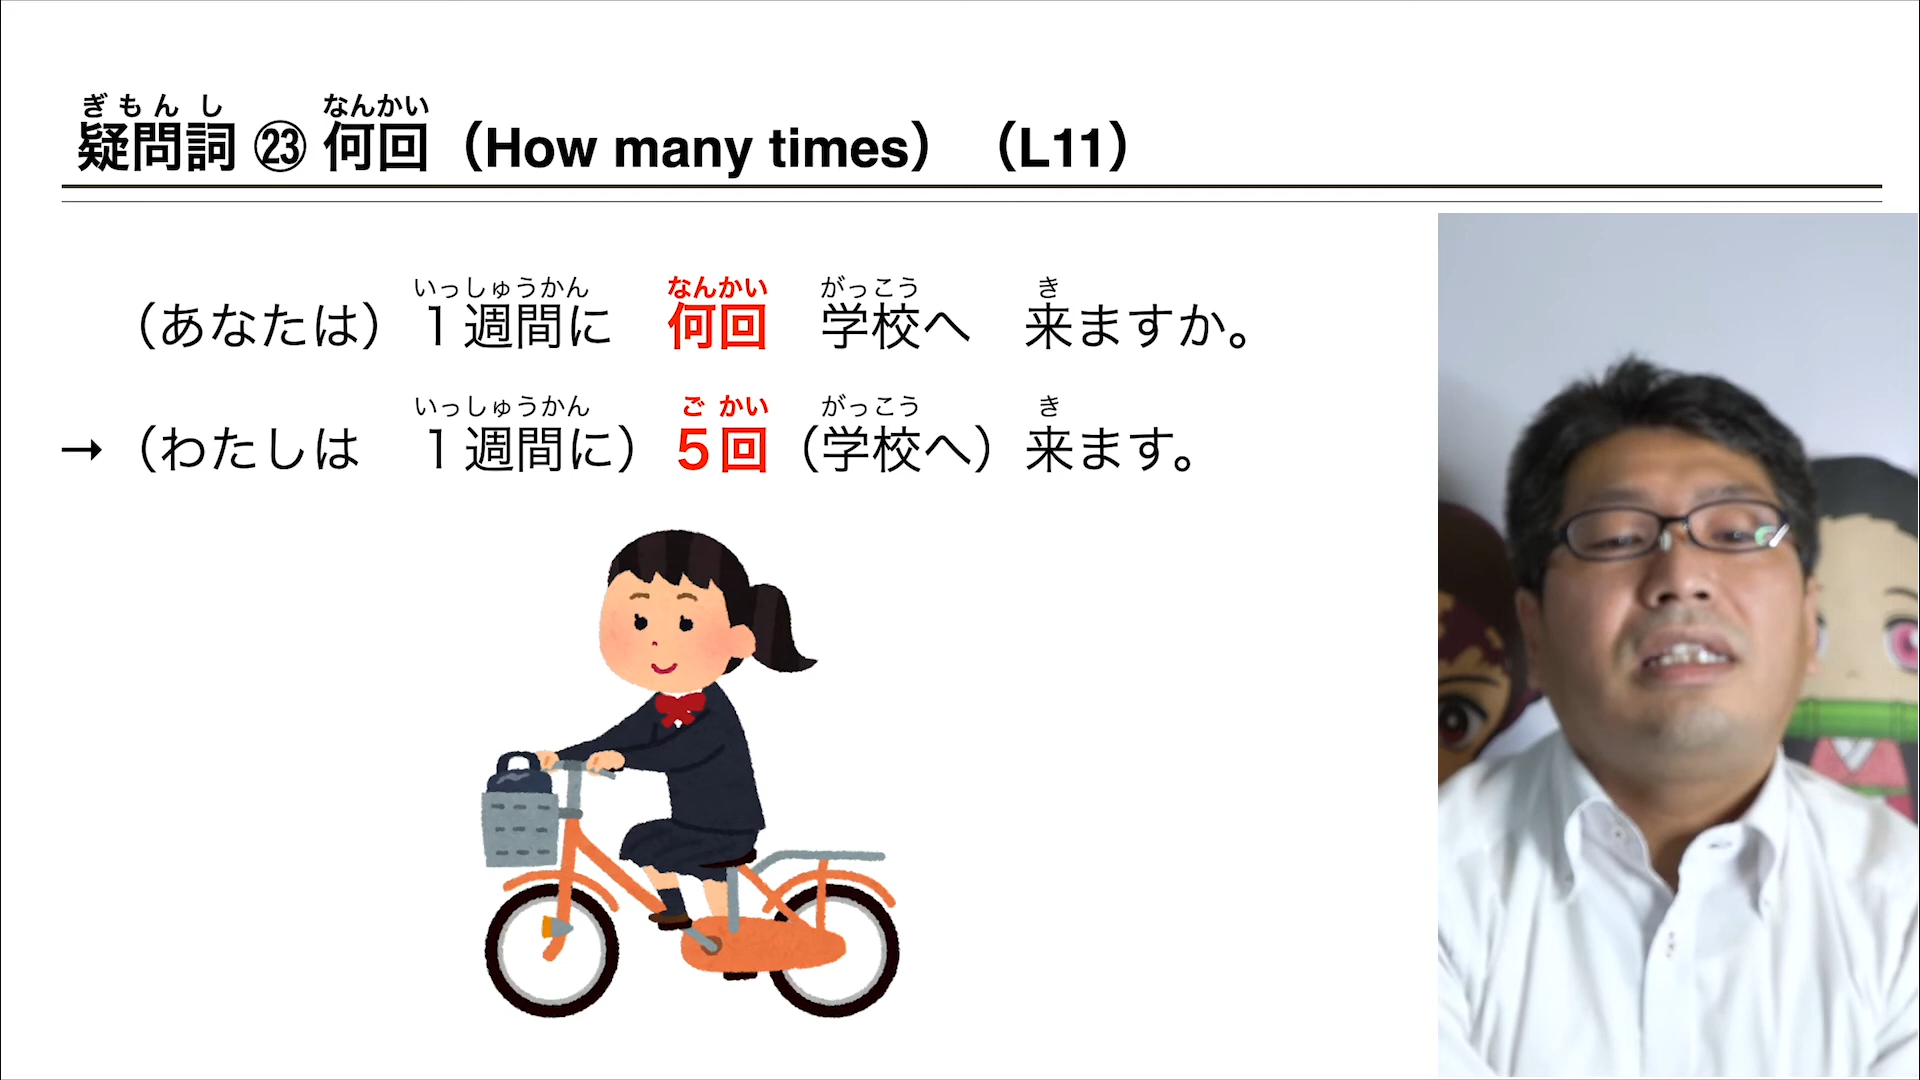 ぎもんし なんかい
疑問詞 ㉓ 何回（How many times）（L11）
いっしゅうかん なんかい がっこう き
（あなたは）１週間に 何回 学校へ 来ますか。
いっしゅうかん ご かい がっこう き
→（わたしは １週間に）５回（学校へ）来ます。